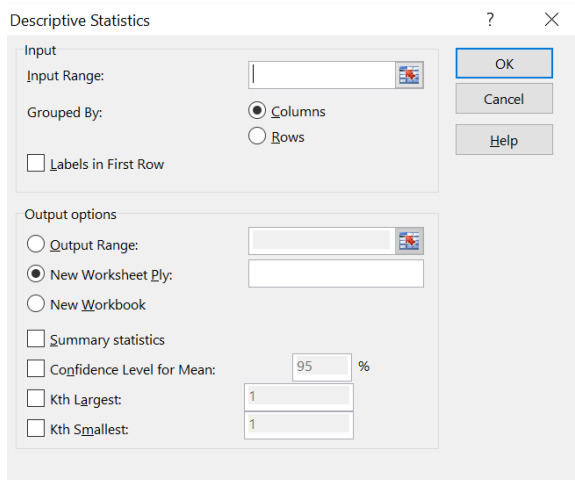 Descriptive Statistics ?
Input
Input Range:
OK
Cancel
Grouped By:
Columns
Rows
Help
Labels in First Row
Output options
Output Range:
New Worksheet Ply:
New Workbook
Summary statistics
Confidence Level for Mean: 95 %
Kth Largest: 1
Kth Smallest: 1